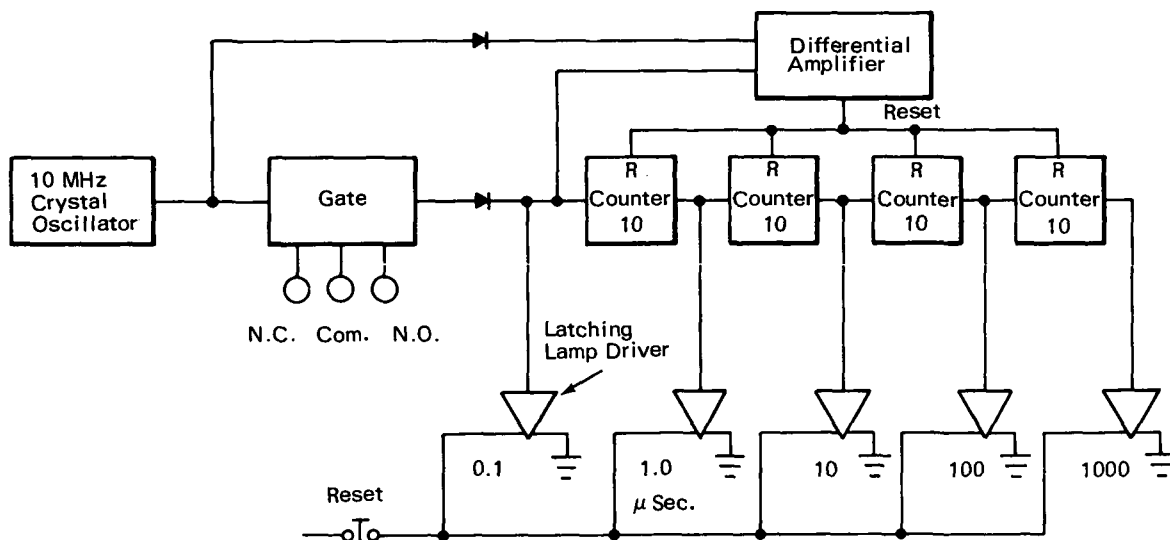 Differential
Amplifier
Reset
10 MHz
Crystal
Oscillator
Gate
R
Counter
10
R
Counter
10
R
Counter
10
R
Counter
10
N.C. Com. N.O.
Latching
Lamp Driver
0.1
1.0
10
100
1000
μ Sec.
Reset